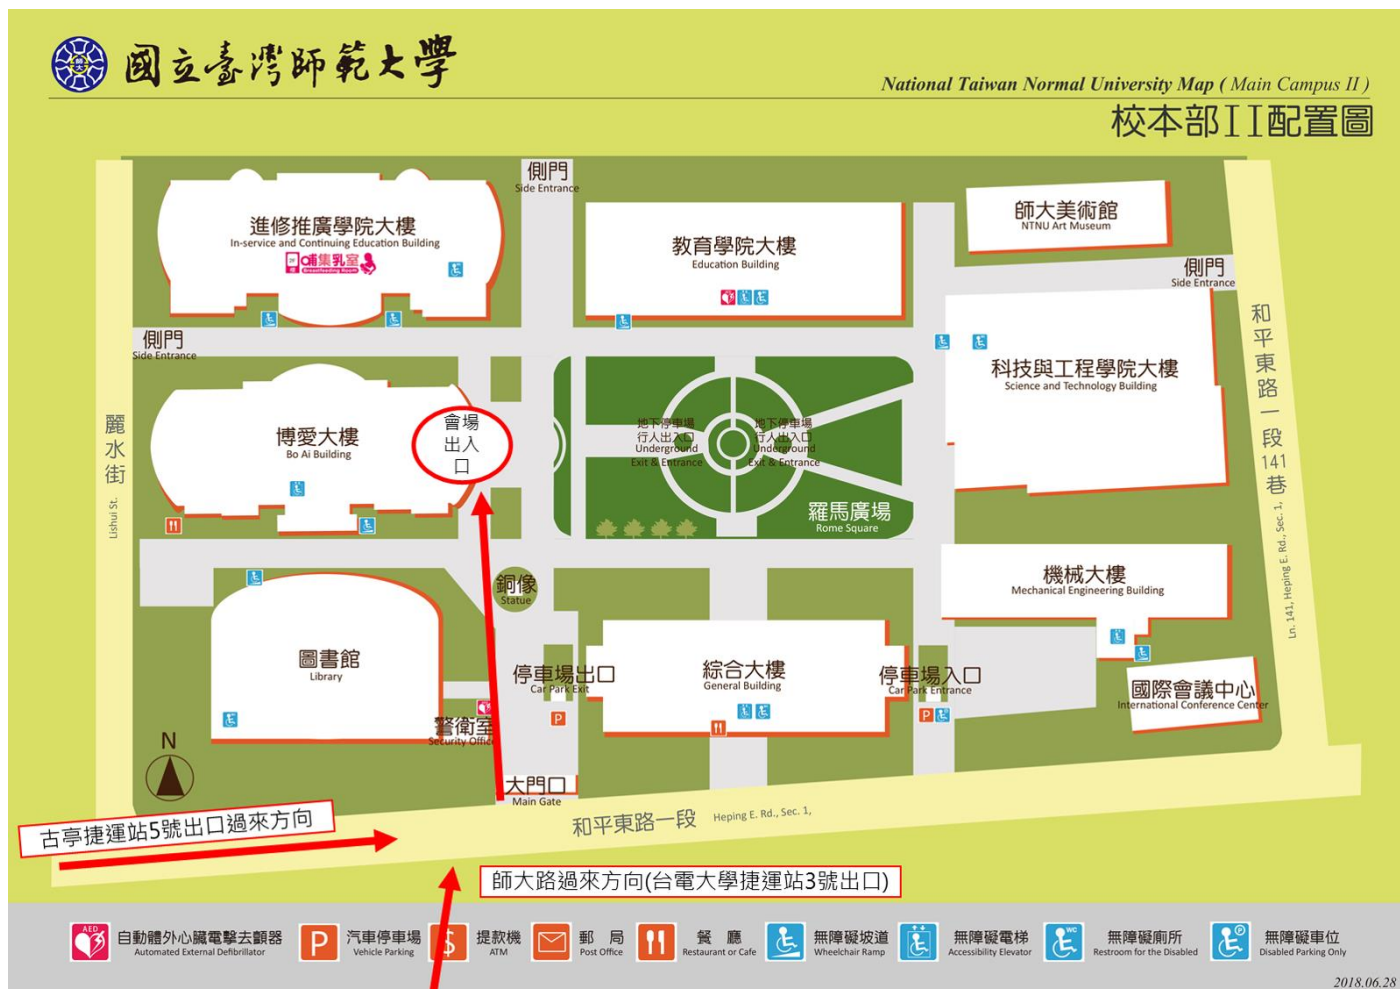 國立臺灣師範大學
National Taiwan Normal University Map ( Main Campus II )
校本部II配置圖
側門
Side Entrance
進修推廣學院大樓
In-service and Continuing Education Building
哺集乳室
Breastfeeding Room
教育學院大樓
Education Building
師大美術館
NTNU Art Museum
側門
Side Entrance
側門
Side Entrance
麗水街
Lishui St.
博愛大樓
Bo Ai Building
會場
出入
口
地下停車場
行人出入口
Underground
Exit & Entrance
地下停車場
行人出入口
Underground
Exit & Entrance
羅馬廣場
Rome Square
科技與工程學院大樓
Science and Technology Building
和平東路一段141巷
Ln. 141, Heping E. Rd., Sec. 1,
銅像
Statue
機械大樓
Mechanical Engineering Building
圖書館
Library
停車場出口
Car Park Exit
P
綜合大樓
General Building
停車場入口
Car Park Entrance
P
國際會議中心
International Conference Center
警衛室
Security Office
N
大門口
Main Gate
和平東路一段 Heping E. Rd., Sec. 1,
古亭捷運站5號出口過來方向
師大路過來方向(台電大學捷運站3號出口)
AED
自動體外心臟電擊去顫器
Automated External Defibrillator
P
汽車停車場
Vehicle Parking
$
提款機
ATM
郵 局
Post Office
餐 廳
Restaurant or Cafe
無障礙坡道
Wheelchair Ramp
無障礙電梯
Accessibility Elevator
WC
無障礙廁所
Restroom for the Disabled
P
無障礙車位
Disabled Parking Only
2018.06.28